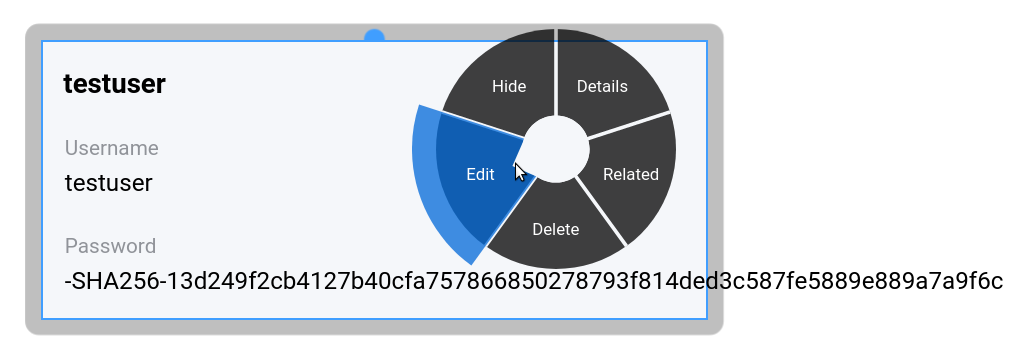 testuser
Hide
Details
Username
testuser
Edit
Related
Delete
Password
-SHA256-13d249f2cb4127b40cfa757866850278793f814ded3c587fe5889e889a7a9f6c